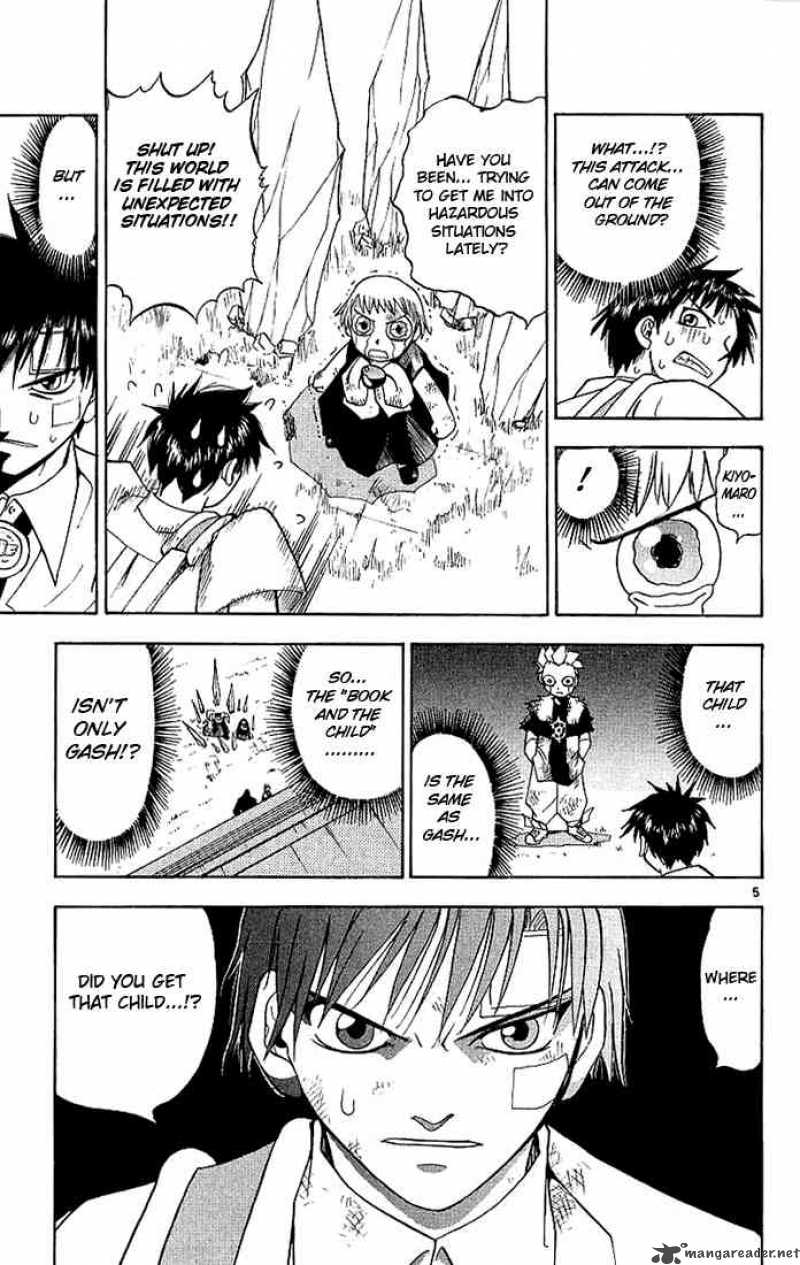 WHAT...!?
THIS ATTACK...
CAN COME
OUT OF THE
GROUND?
KIYO-
MARO
...
!
HAVE YOU
BEEN... TRYING
TO GET ME INTO
HAZARDOUS
SITUATIONS
LATELY?
SHUT UP!
THIS WORLD
IS FILLED WITH
UNEXPECTED
SITUATIONS!!
BUT
...
THAT
CHILD
...
IS THE
SAME
AS
GASH...
SO...
THE "BOOK
AND THE
CHILD"
.........
ISN'T
ONLY
GASH!?
5
WHERE
...
DID YOU GET
THAT CHILD...!?
mangareader.net